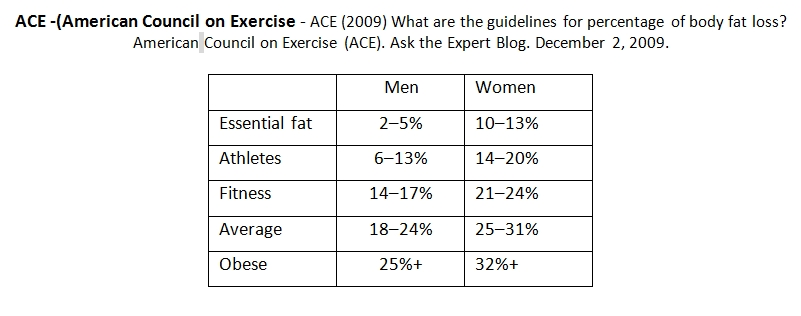 ACE -(American Council on Exercise - ACE (2009) What are the guidelines for percentage of body fat loss?
American Council on Exercise (ACE). Ask the Expert Blog. December 2, 2009.
Men Women
Essential fat 2–5% 10–13%
Athletes 6–13% 14–20%
Fitness 14–17% 21–24%
Average 18–24% 25–31%
Obese 25%+ 32%+